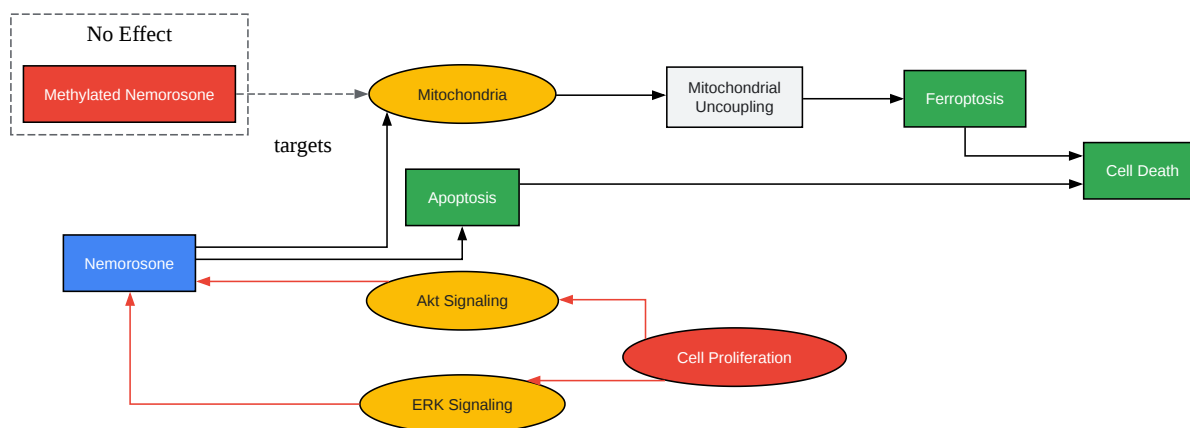 No Effect
Methylated Nemorosone
Mitochondria
Mitochondrial
Uncoupling
Ferroptosis
targets
Cell Death
Apoptosis
Nemorosone
Akt Signaling
Cell Proliferation
ERK Signaling